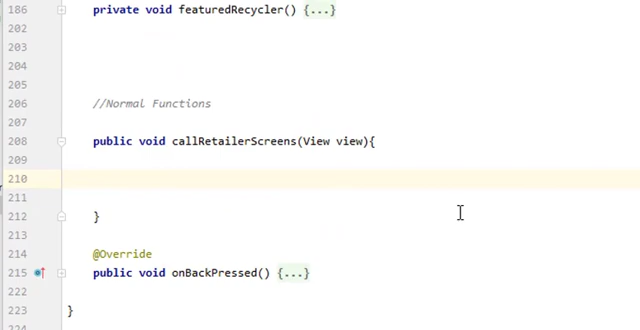 186 private void featuredRecycler() {...}
202
203
204
205
206 //Normal Functions
207
208 public void callRetailerScreens(View view){
209
210
211
212 }
213
214 @Override
215 public void onBackPressed() {...}
222
223 }